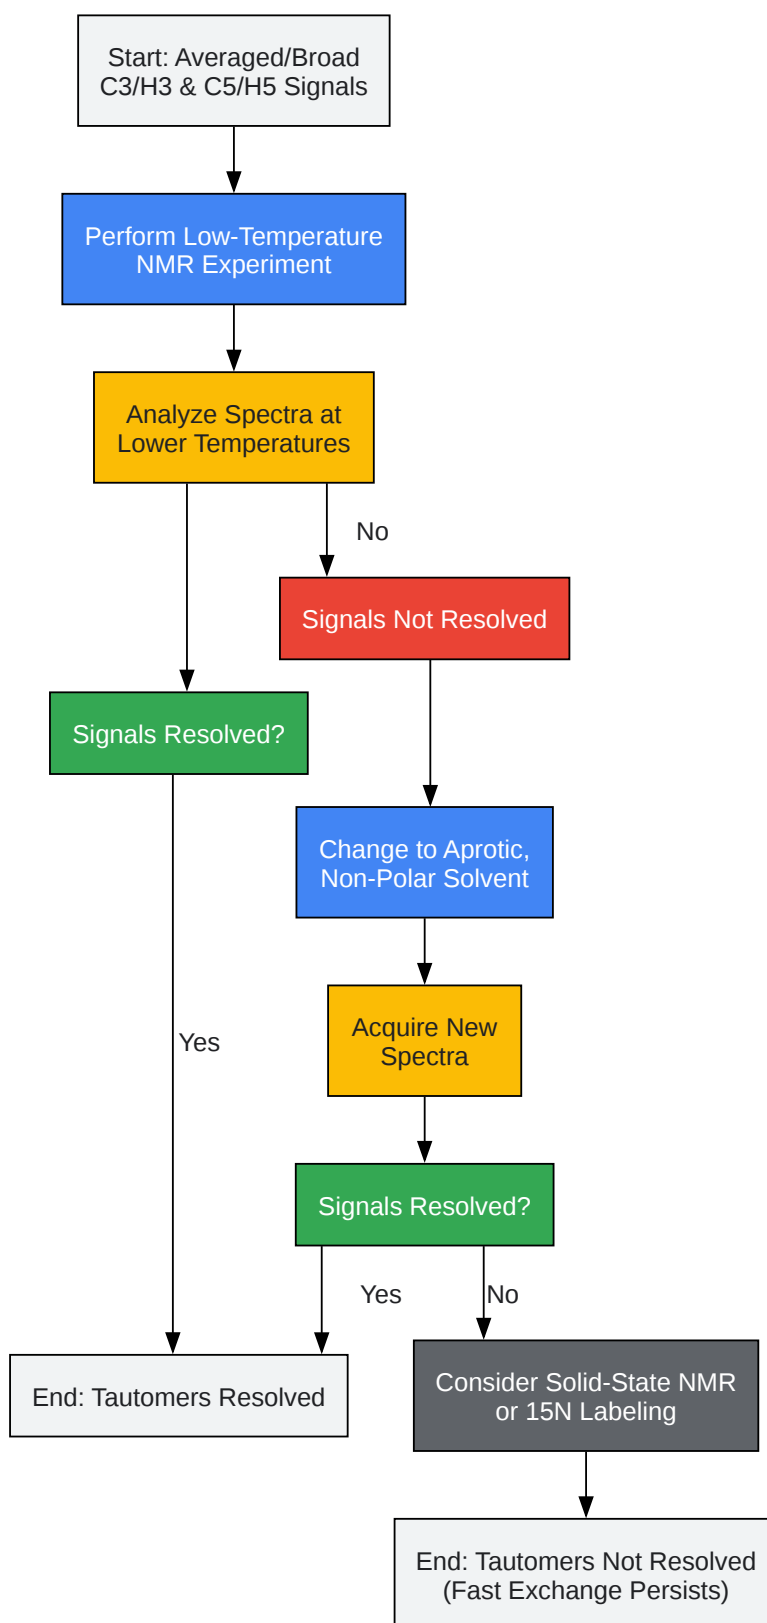 Start: Averaged/Broad
C3/H3 & C5/H5 Signals
Perform Low-Temperature
NMR Experiment
Analyze Spectra at
Lower Temperatures
No
Signals Not Resolved
Signals Resolved?
Change to Aprotic,
Non-Polar Solvent
Acquire New
Spectra
Yes
Signals Resolved?
Yes
No
End: Tautomers Resolved
Consider Solid-State NMR
or 15N Labeling
End: Tautomers Not Resolved
(Fast Exchange Persists)